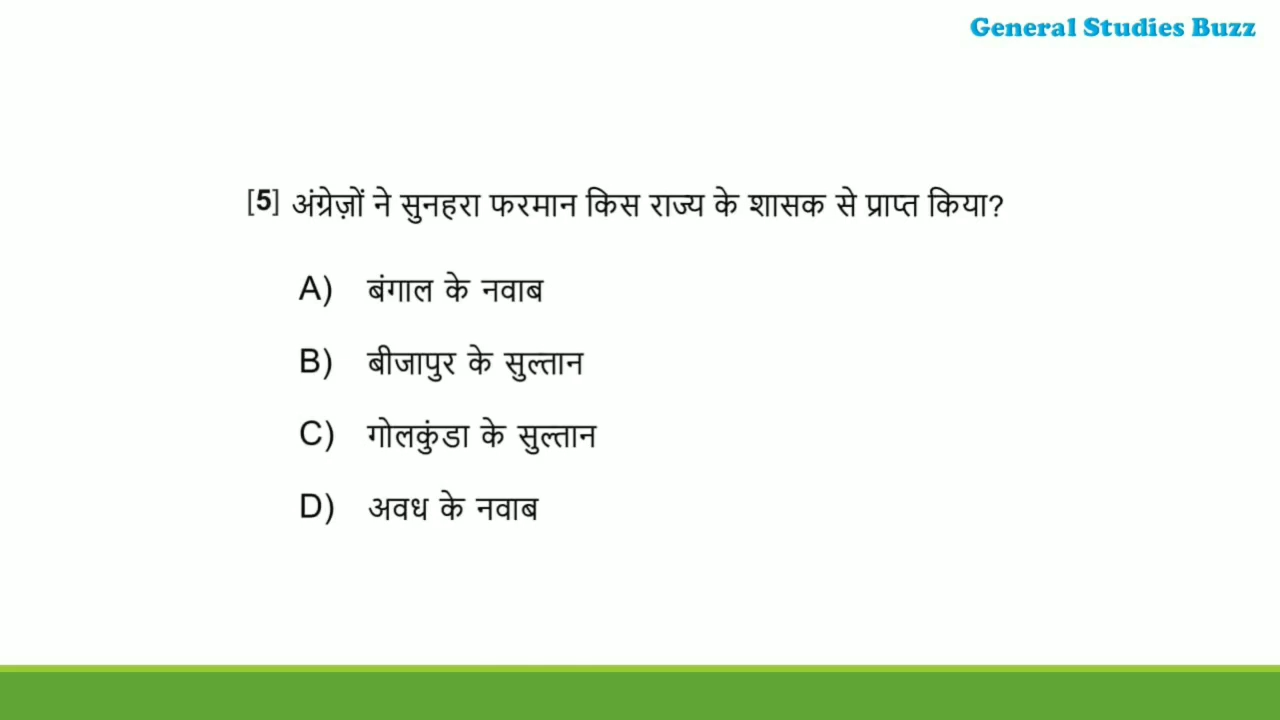 General Studies Buzz
[5] अंग्रेज़ों ने सुनहरा फरमान किस राज्य के शासक से प्राप्त किया?
A) बंगाल के नवाब
B) बीजापुर के सुल्तान
C) गोलकुंडा के सुल्तान
D) अवध के नवाब